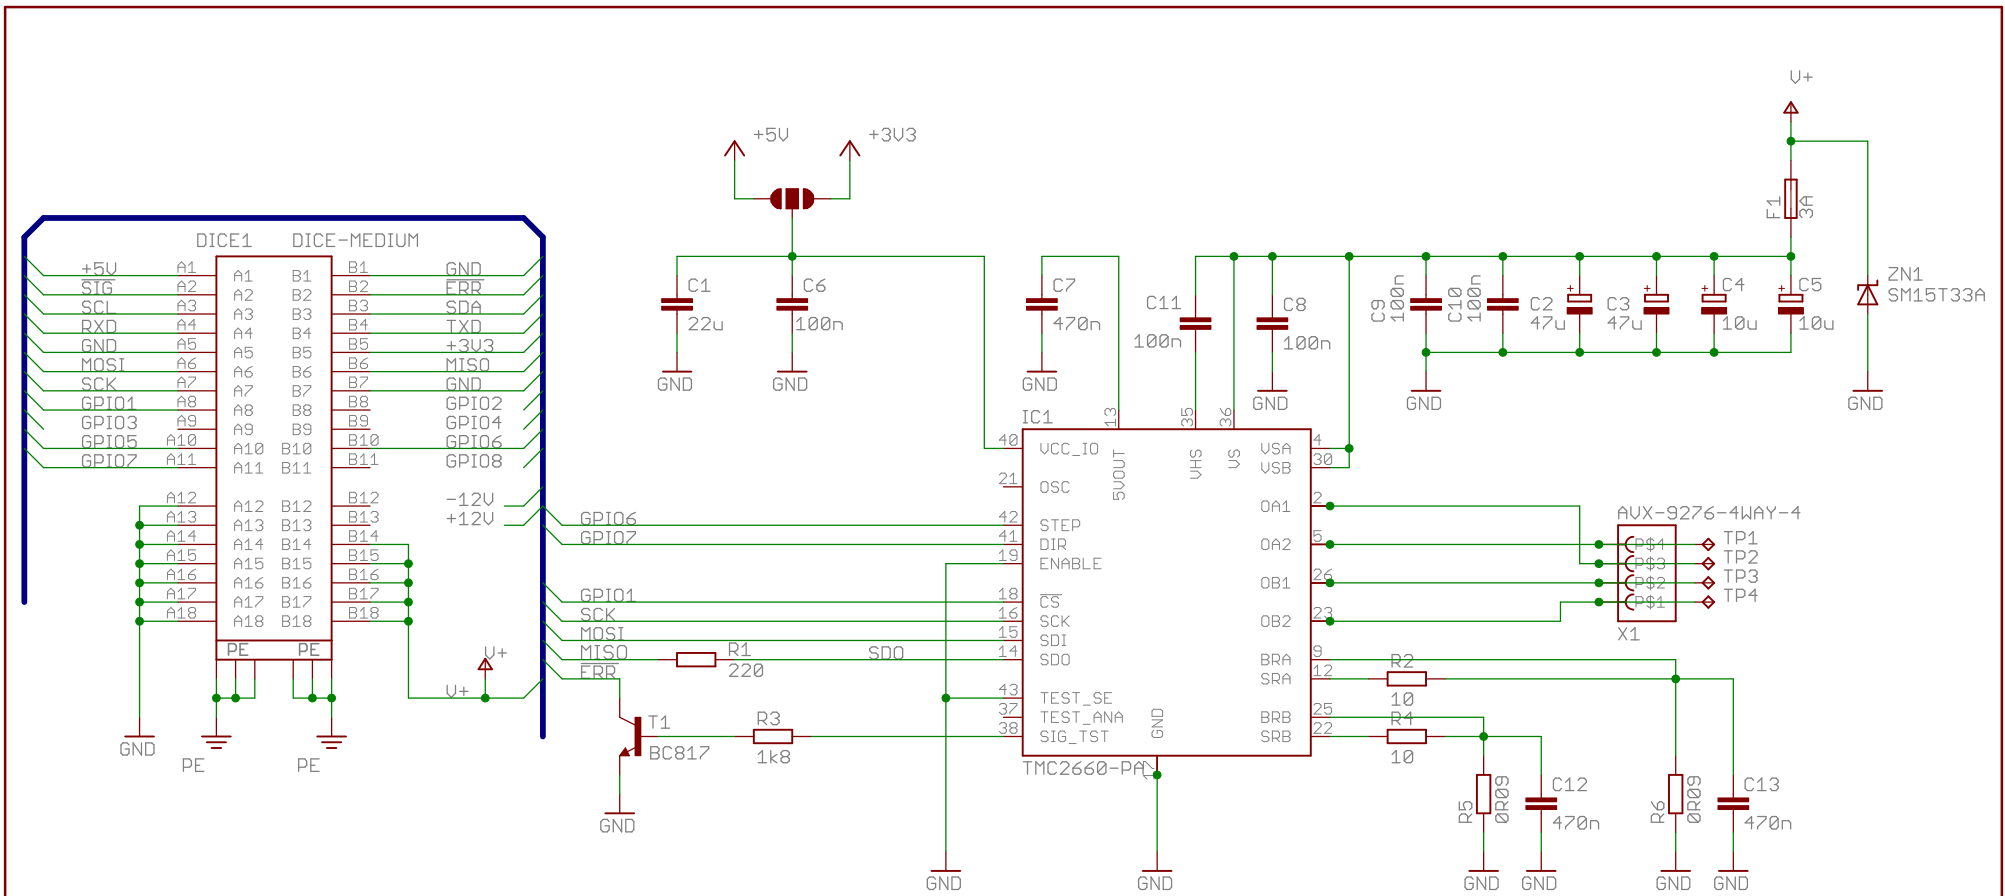 V+
+5V +3V3
F1 3A
DICE1 DICE-MEDIUM
+5V A1 A1 B1 B1 GND
SIG A2 A2 B2 B2 ERR
SCL A3 A3 B3 B3 SDA
RXD A4 A4 B4 B4 TXD
GND A5 A5 B5 B5 +3V3
MOSI A6 A6 B6 B6 MISO
SCK A7 A7 B7 B7 GND
GPIO1 A8 A8 B8 B8 GPIO2
GPIO3 A9 A9 B9 B9 GPIO4
GPIO5 A10 A10 B10 B10 GPIO6
GPIO7 A11 A11 B11 B11 GPIO8
A12 A12 B12 B12 -12V
A13 A13 B13 B13 +12V
A14 A14 B14 B14
A15 A15 B15 B15
A16 A16 B16 B16
A17 A17 B17 B17
A18 A18 B18 B18
PE PE
V+
V+
GND
PE PE
C1 22u
GND
C6 100n
GND
C7 470n
GND
C11 100n
C8 100n
GND
C9 100n
C10 100n
C2 47u
C3 47u
C4 10u
C5 10u
GND
ZN1
SM15T33A
GND
IC1
13 35 36
40 VCC_IO
21 OSC
42 STEP
41 DIR
19 ENABLE
18 CS
16 SCK
15 SDI
14 SDO
43 TEST_SE
37 TEST_ANA
38 SIG_TST
5VOUT VHS VS
GND
VSA 4
VSB 30
OA1 2
OA2 5
OB1 26
OB2 23
BRA 9
SRA 12
BRB 25
SRB 22
TMC2660-PA
GPIO6
GPIO7
GPIO1
SCK
MOSI
MISO R1 220 SDO
ERR
T1
BC817
GND
R3
1k8
GND
GND
AVX-9276-4WAY-4
P$4 TP1
P$3 TP2
P$2 TP3
P$1 TP4
X1
R2
10
R4
10
R5 0R09
C12
470n
R6 0R09
C13
470n
GND GND GND GND